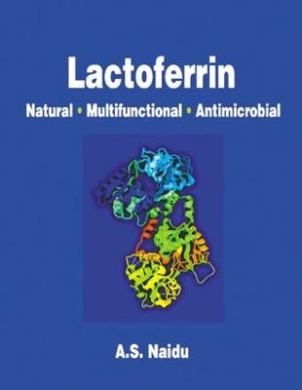 Lactoferrin
Natural • Multifunctional • Antimicrobial
A.S. Naidu